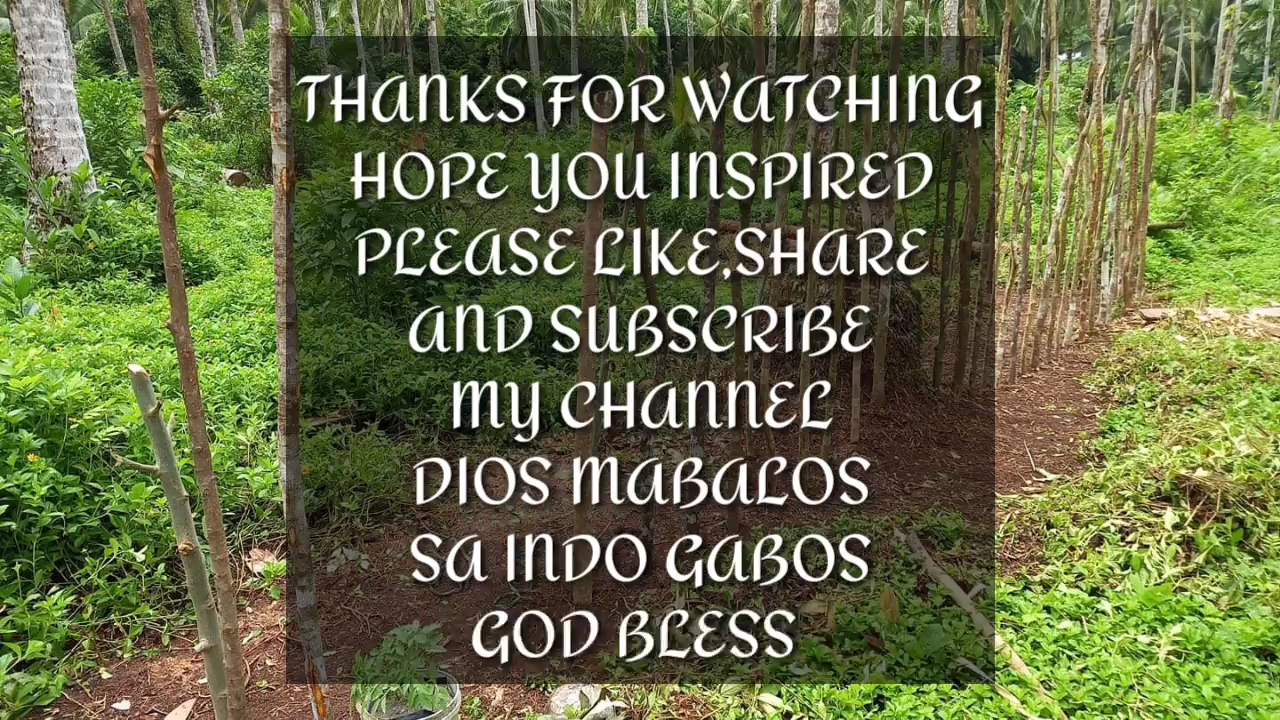 THANKS FOR WATCHING
HOPE YOU INSPIRED
PLEASE LIKE,SHARE
AND SUBSCRIBE
MY CHANNEL
DIOS MABALOS
SA INDO GABOS
GOD BLESS